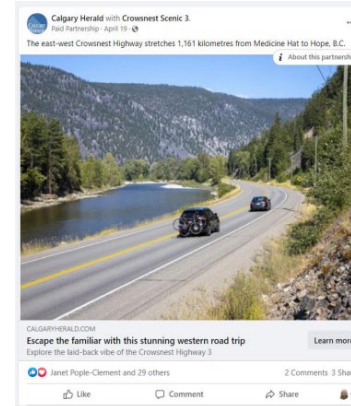 Calgary Herald with Crowsnest Scenic 3.
Paid Partnership · April 19 ·
The east-west Crowsnest Highway stretches 1,161 kilometres from Medicine Hat to Hope, B.C.
i About this partnersh
CALGARYHERALD.COM
Escape the familiar with this stunning western road trip
Explore the laid-back vibe of the Crowsnest Highway 3
Learn more
Janet Pople-Clement and 29 others
2 Comments 3 Shar
Like Comment Share